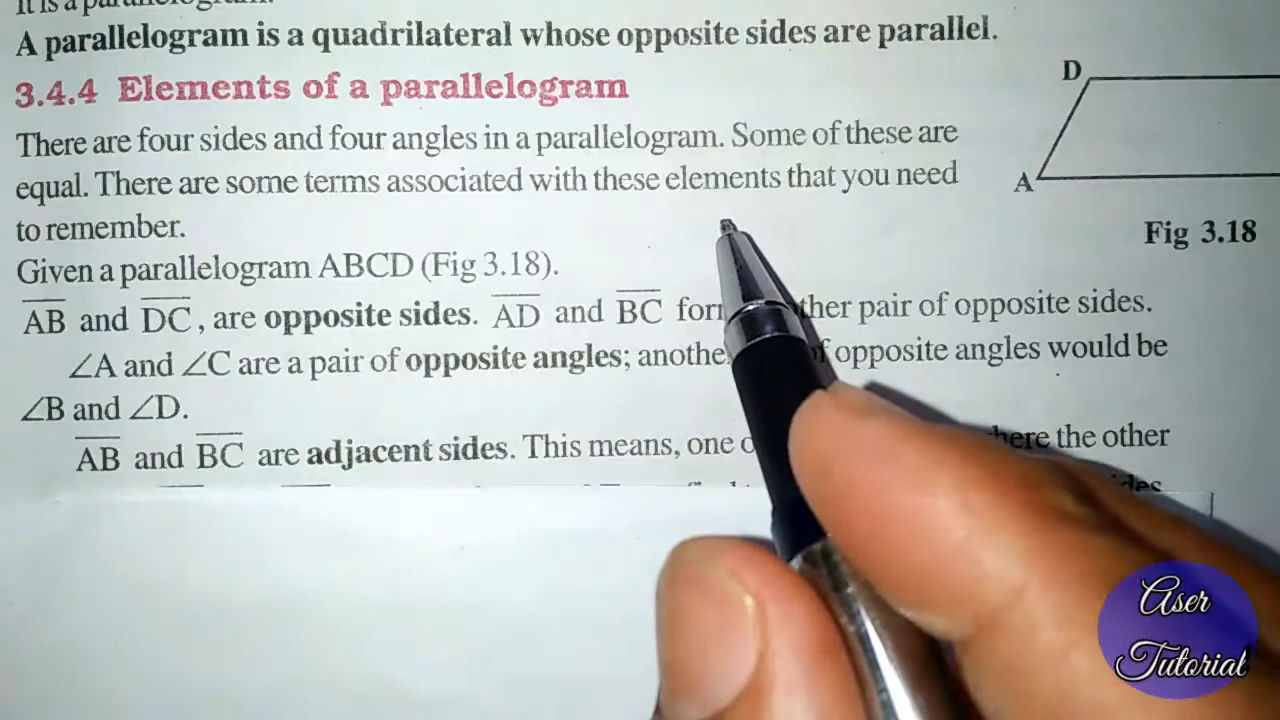 It is a parallelogram.
A parallelogram is a quadrilateral whose opposite sides are parallel.
3.4.4 Elements of a parallelogram
There are four sides and four angles in a parallelogram. Some of these are
equal. There are some terms associated with these elements that you need
to remember.
Given a parallelogram ABCD (Fig 3.18).
AB and DC, are opposite sides. AD and BC form ther pair of opposite sides.
∠A and ∠C are a pair of opposite angles; anothe of opposite angles would be
∠B and ∠D.
AB and BC are adjacent sides. This means, one here the other
D
A
Fig 3.18
Aser
Tutorial